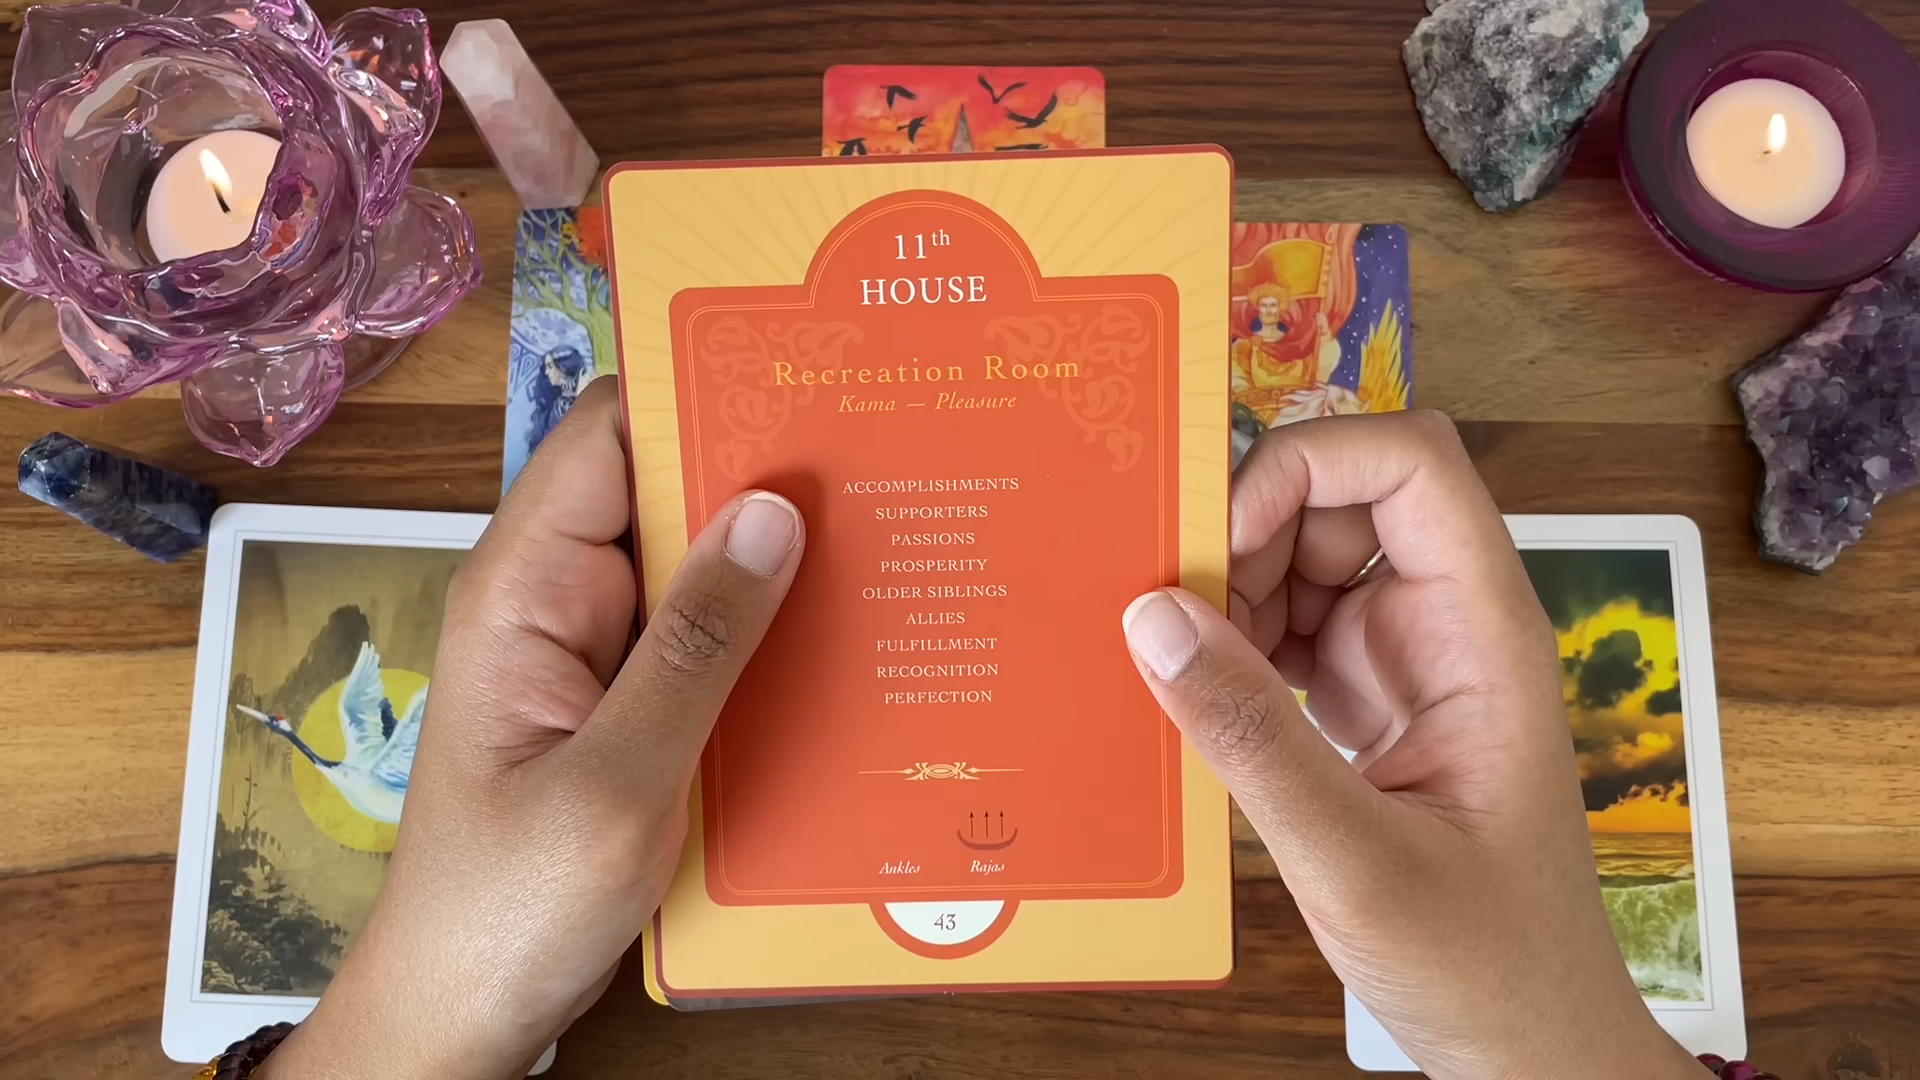 11th
HOUSE
Recreation Room
Kama — Pleasure
ACCOMPLISHMENTS
SUPPORTERS
PASSIONS
PROSPERITY
OLDER SIBLINGS
ALLIES
FULFILLMENT
RECOGNITION
PERFECTION
Ankles Rajas
43